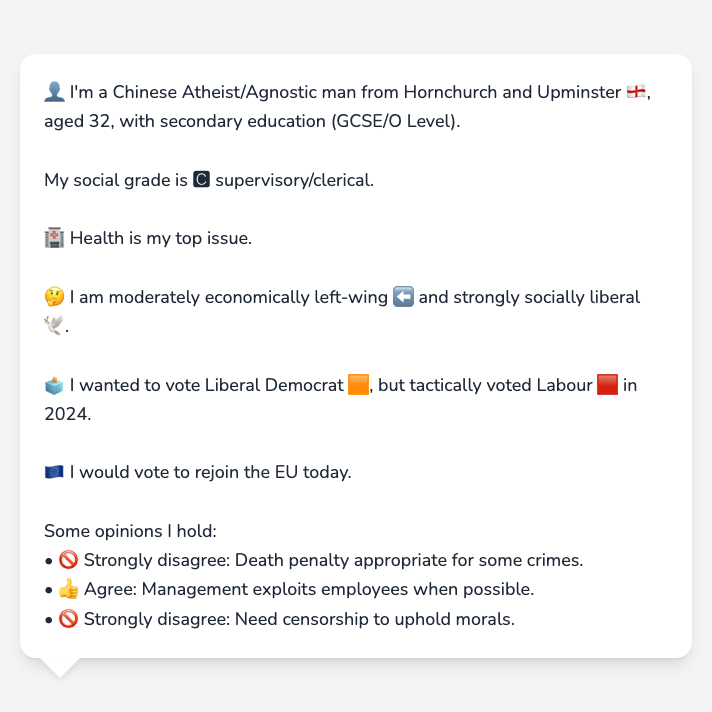 👤 I'm a Chinese Atheist/Agnostic man from Hornchurch and Upminster 🏴󠁧󠁢󠁥󠁮󠁧󠁿,
aged 32, with secondary education (GCSE/O Level).
My social grade is 🅲 supervisory/clerical.
🏥 Health is my top issue.
🤔 I am moderately economically left-wing ⬅️ and strongly socially liberal
🕊️.
🗳️ I wanted to vote Liberal Democrat 🟧, but tactically voted Labour 🟥 in
2024.
🇪🇺 I would vote to rejoin the EU today.
Some opinions I hold:
• 🚫 Strongly disagree: Death penalty appropriate for some crimes.
• 👍 Agree: Management exploits employees when possible.
• 🚫 Strongly disagree: Need censorship to uphold morals.